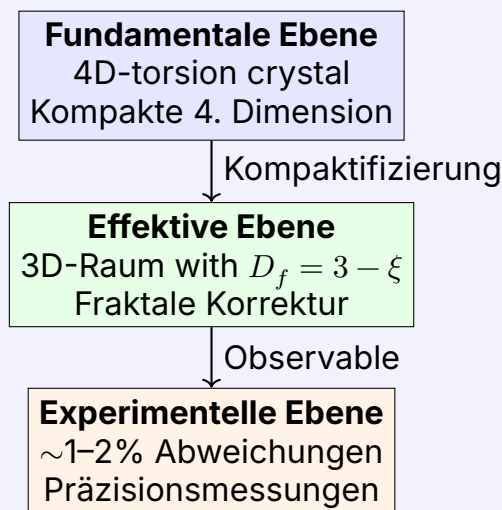 Fundamentale Ebene
4D-torsion crystal
Kompakte 4. Dimension
Kompaktifizierung
Effektive Ebene
3D-Raum with D_f = 3 − ξ
Fraktale Korrektur
Observable
Experimentelle Ebene
∼1–2% Abweichungen
Präzisionsmessungen